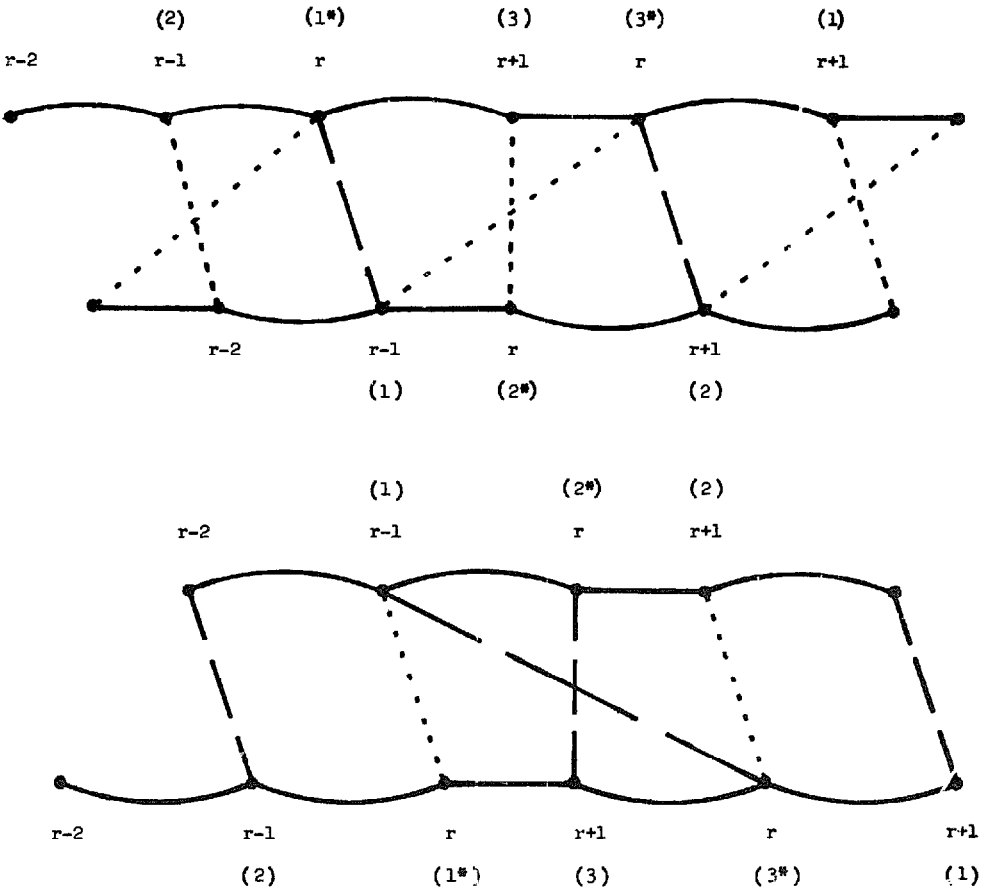 (2) (1*) (3) (3*) (1)
r-2 r-1 r r+1 r r+1
r-2 r-1 r r+1
(1) (2*) (2)
(1) (2*) (2)
r-2 r-1 r r+1
r-2 r-1 r r+1 r r+1
(2) (1*) (3) (3*) (1)